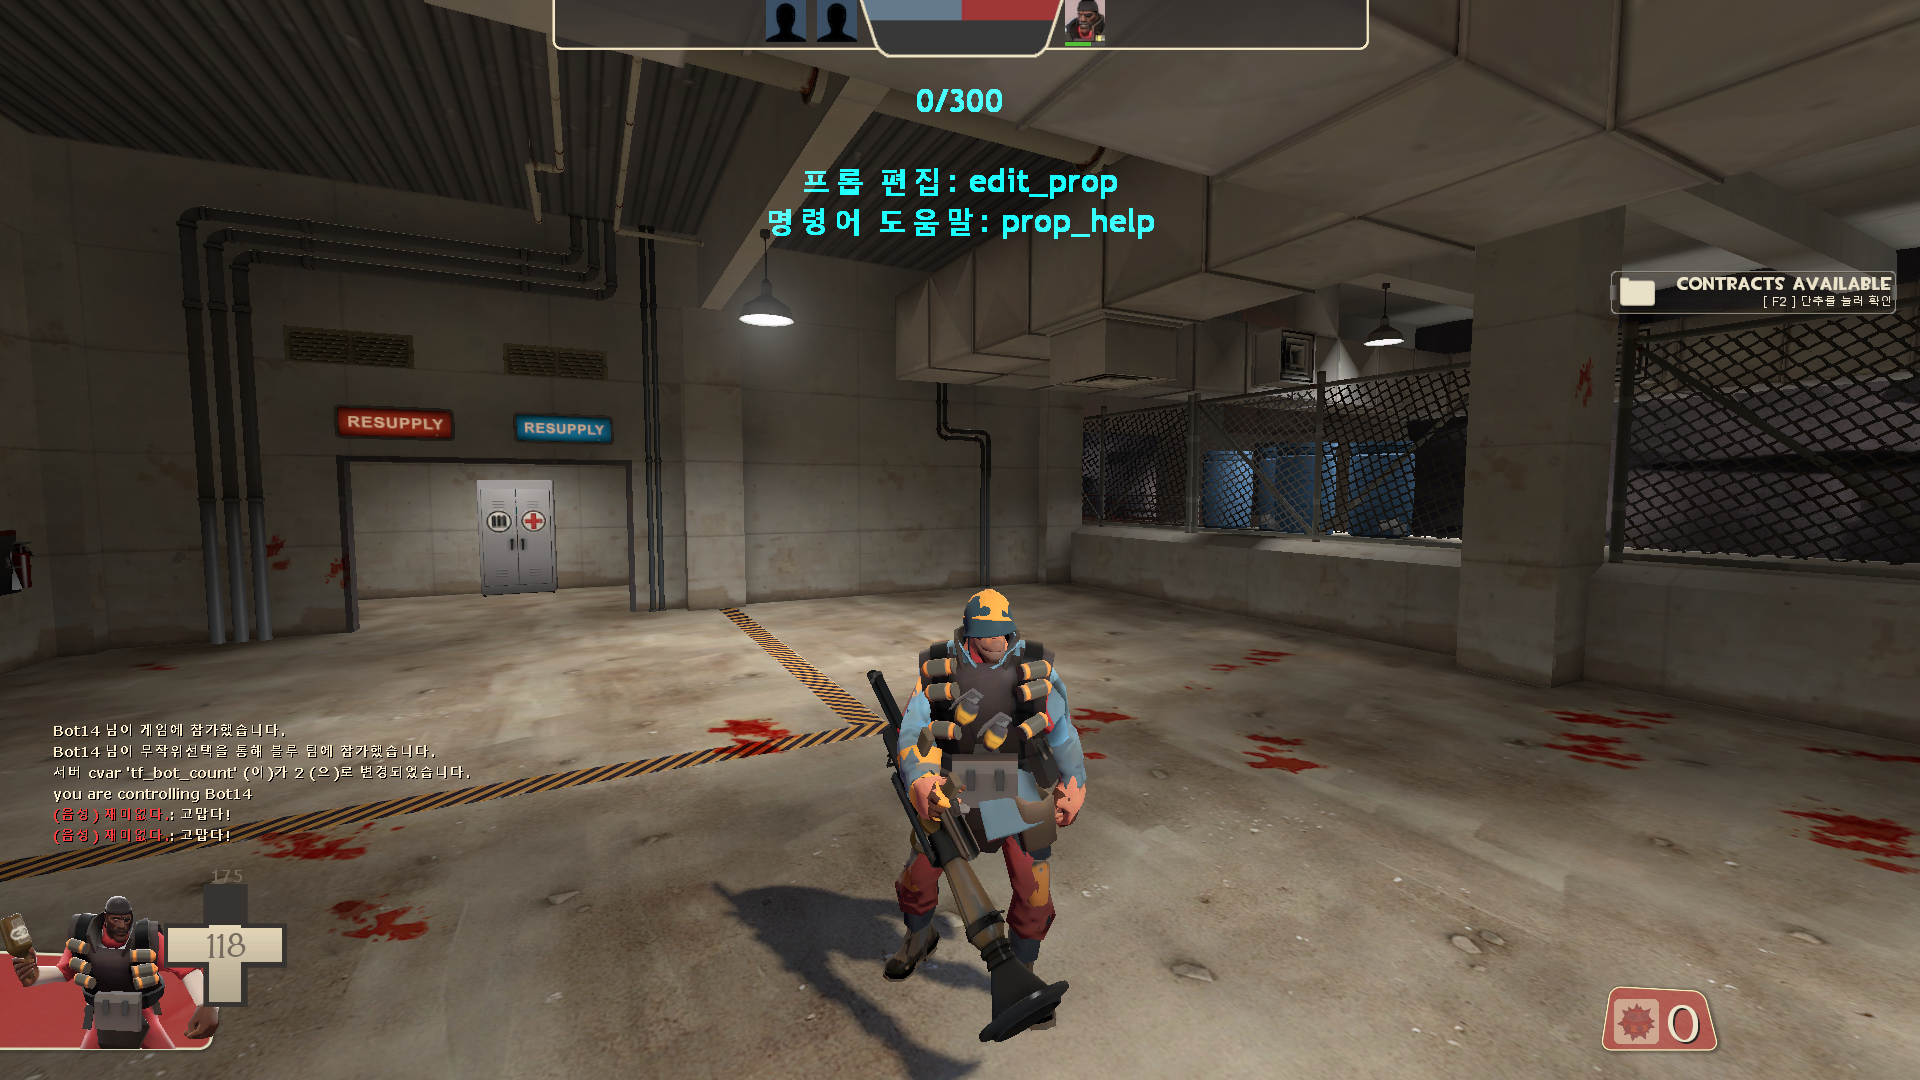 0/300
프롭 편집: edit_prop
명령어 도움말: prop_help
CONTRACTS AVAILABLE
[ F2 ] 단추를 눌러 확인
RESUPPLY
RESUPPLY
Bot14 님이 게임에 참가했습니다.
Bot14 님이 무작위선택을 통해 블루 팀에 참가했습니다.
서버 cvar 'tf_bot_count' (이)가 2 (으)로 변경되었습니다.
you are controlling Bot14
(음성) 재미없다.: 고맙다!
(음성) 재미없다.: 고맙다!
175
118
0